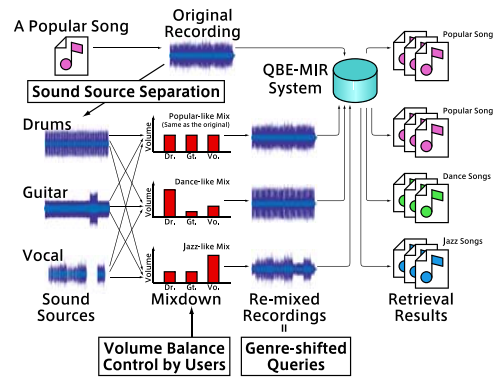 A Popular Song
Original
Recording
Popular Song
QBE-MIR
System
Sound Source Separation
Drums
Popular-like Mix
(Same as the original)
Volume
Dr. Gt. Vo.
Popular Song
Guitar
Dance-like Mix
Volume
Dr. Gt. Vo.
Dance Songs
Vocal
Jazz-like Mix
Volume
Dr. Gt. Vo.
Jazz Songs
Sound
Sources
Mixdown
Re-mixed
Recordings
Retrieval
Results
=
Volume Balance
Control by Users
Genre-shifted
Queries